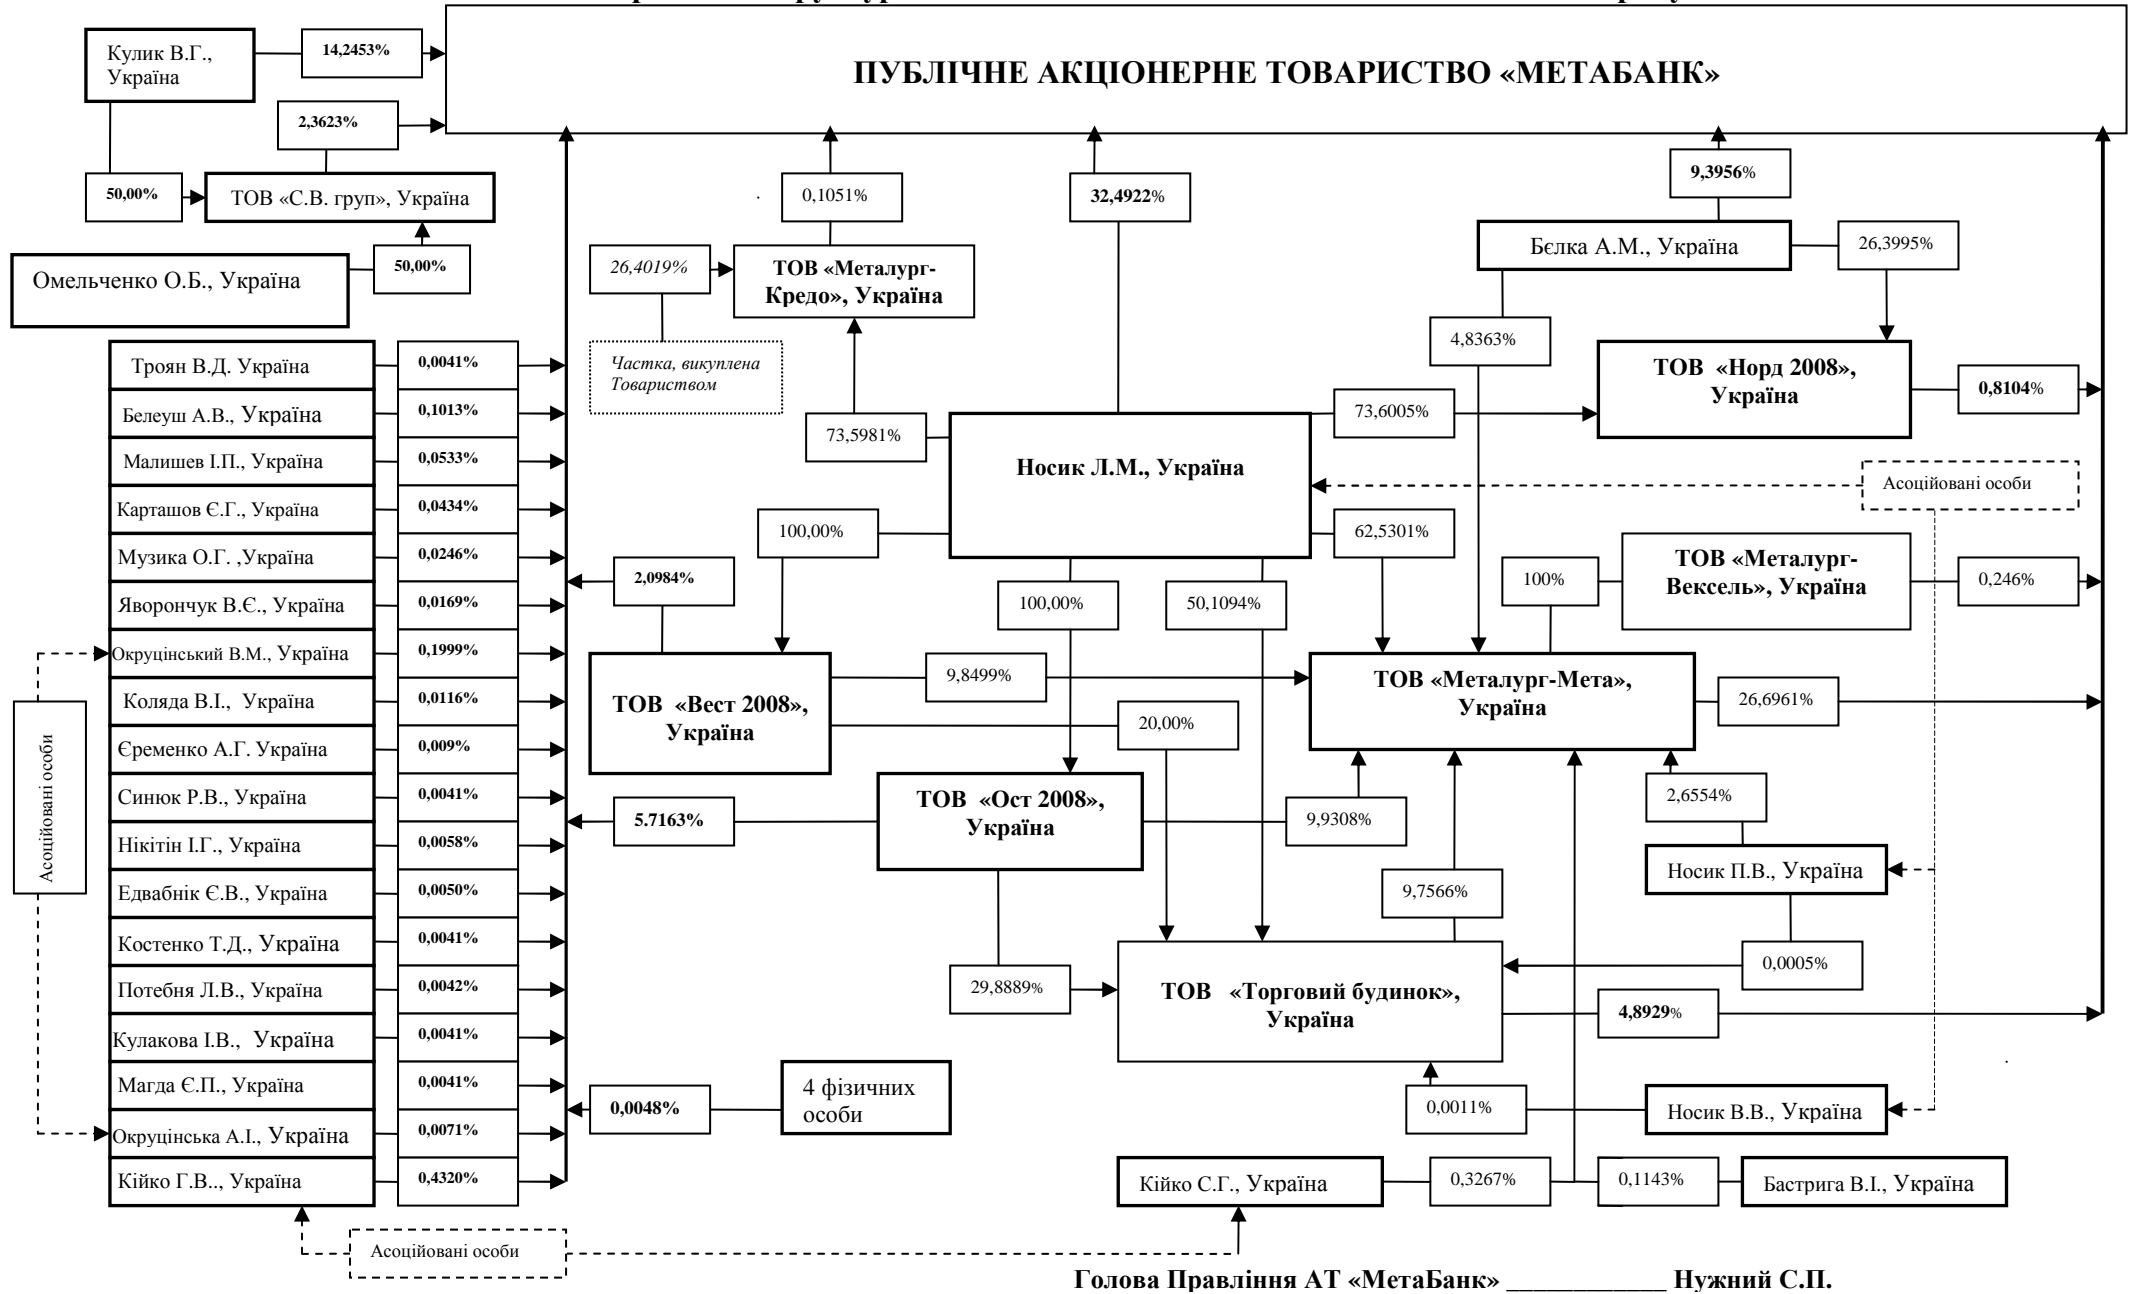 Кулик В.Г.,
Україна
14,2453%
ПУБЛІЧНЕ АКЦІОНЕРНЕ ТОВАРИСТВО «МЕТАБАНК»
2,3623%
50,00%
ТОВ «С.В. груп», Україна
0,1051%
32,4922%
9,3956%
Омельченко О.Б., Україна
50,00%
26,4019%
ТОВ «Металург-
Кредо», Україна
Бєлка А.М., Україна
26,3995%
Частка, викуплена
Товариством
4,8363%
ТОВ «Норд 2008»,
Україна
0,8104%
73,5981%
73,6005%
Носик Л.М., Україна
Асоційовані особи
Троян В.Д. Україна
0,0041%
Белеуш А.В., Україна
0,1013%
Малишев І.П., Україна
0,0533%
Карташов Є.Г., Україна
0,0434%
Музика О.Г. ,Україна
0,0246%
Яворончук В.Є., Україна
0,0169%
Окруцінський В.М., Україна
0,1999%
Коляда В.І., Україна
0,0116%
Єременко А.Г. Україна
0,009%
Синюк Р.В., Україна
0,0041%
Нікітін І.Г., Україна
0,0058%
Едвабнік Є.В., Україна
0,0050%
Костенко Т.Д., Україна
0,0041%
Потебня Л.В., Україна
0,0042%
Кулакова І.В., Україна
0,0041%
Магда Є.П., Україна
0,0041%
Окруцінська А.І., Україна
0,0071%
Кійко Г.В.., Україна
0,4320%
Асоційовані особи
100,00%
62,5301%
2,0984%
100,00%
50,1094%
100%
ТОВ «Металург-
Вексель», Україна
0,246%
ТОВ «Вест 2008»,
Україна
9,8499%
20,00%
ТОВ «Металург-Мета»,
Україна
26,6961%
5.7163%
ТОВ «Ост 2008»,
Україна
9,9308%
2,6554%
9,7566%
Носик П.В., Україна
29,8889%
ТОВ «Торговий будинок»,
Україна
0,0005%
4,8929%
0,0048%
4 фізичних
особи
0,0011%
Носик В.В., Україна
Кійко С.Г., Україна
0,3267%
0,1143%
Бастрига В.І., Україна
Асоційовані особи
Голова Правління АТ «МетаБанк» ____________ Нужний С.П.